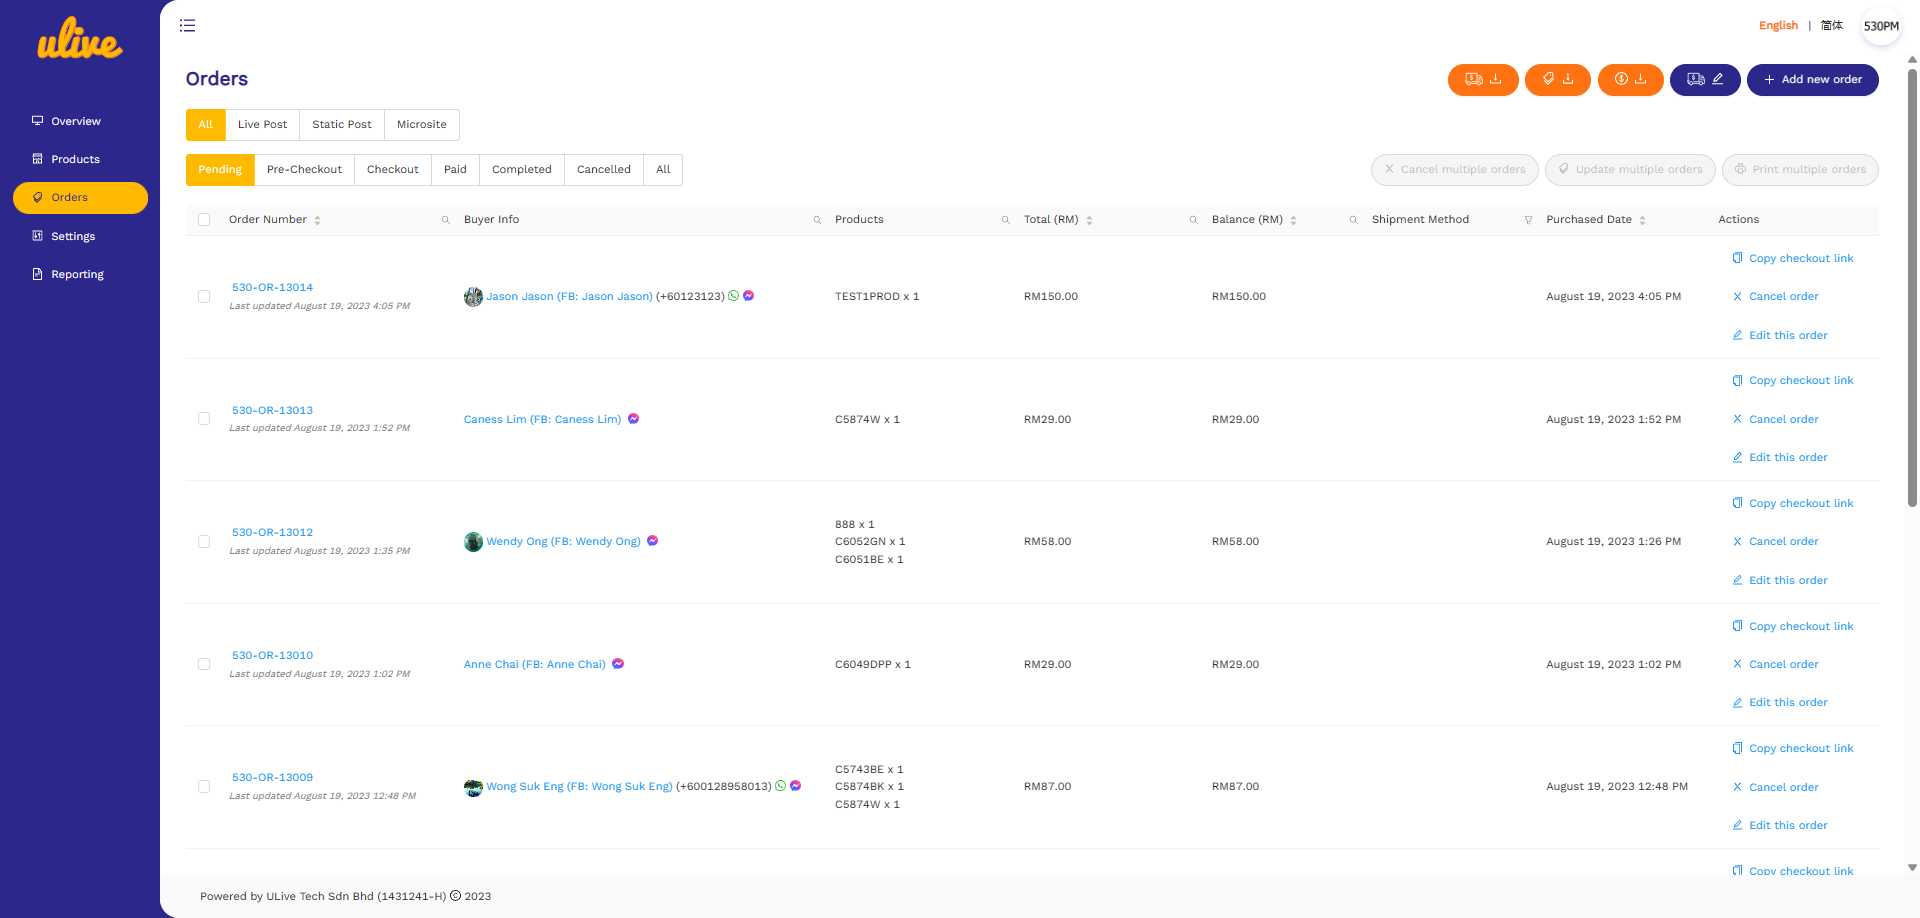 ulive
English | 简体 530PM
Overview
Products
Orders
Settings
Reporting
Orders
Add new order
All Live Post Static Post Microsite
Pending Pre-Checkout Checkout Paid Completed Cancelled All
Cancel multiple orders Update multiple orders Print multiple orders
Order Number Buyer Info Products Total (RM) Balance (RM) Shipment Method Purchased Date Actions
Copy checkout link
530-OR-13014
Last updated August 19, 2023 4:05 PM
Jason Jason (FB: Jason Jason) (+60123123) TEST1PROD x 1 RM150.00 RM150.00 August 19, 2023 4:05 PM Cancel order
Edit this order
Copy checkout link
530-OR-13013
Last updated August 19, 2023 1:52 PM
Caness Lim (FB: Caness Lim) C5874W x 1 RM29.00 RM29.00 August 19, 2023 1:52 PM Cancel order
Edit this order
Copy checkout link
530-OR-13012
Last updated August 19, 2023 1:35 PM
Wendy Ong (FB: Wendy Ong)
888 x 1
C6052GN x 1
C6051BE x 1
RM58.00 RM58.00 August 19, 2023 1:26 PM Cancel order
Edit this order
Copy checkout link
530-OR-13010
Last updated August 19, 2023 1:02 PM
Anne Chai (FB: Anne Chai) C6049DPP x 1 RM29.00 RM29.00 August 19, 2023 1:02 PM Cancel order
Edit this order
Copy checkout link
530-OR-13009
Last updated August 19, 2023 12:48 PM
Wong Suk Eng (FB: Wong Suk Eng) (+600128958013)
C5743BE x 1
C5874BK x 1
C5874W x 1
RM87.00 RM87.00 August 19, 2023 12:48 PM Cancel order
Edit this order
Copy checkout link
Powered by ULive Tech Sdn Bhd (1431241-H) © 2023